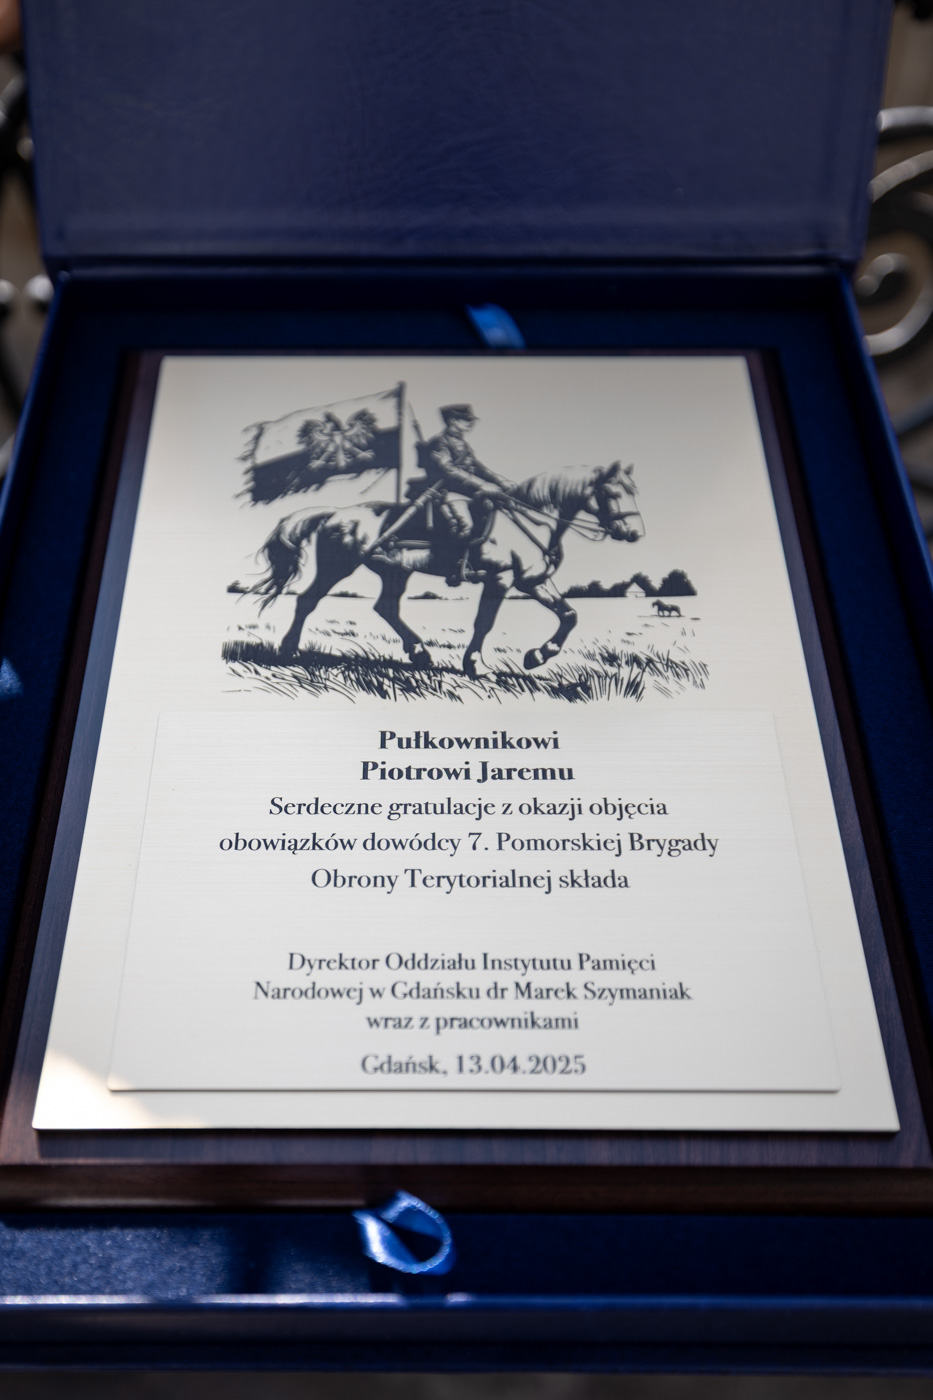 Pułkownikowi
Piotrowi Jaremu
Serdeczne gratulacje z okazji objęcia
obowiązków dowódcy 7. Pomorskiej Brygady
Obrony Terytorialnej składa
Dyrektor Oddziału Instytutu Pamięci
Narodowej w Gdańsku dr Marek Szymaniak
wraz z pracownikami
Gdańsk, 13.04.2025